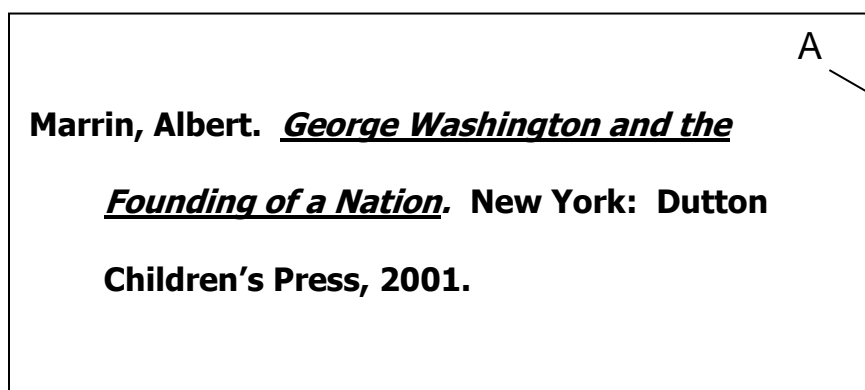 A
Marrin, Albert. George Washington and the
Founding of a Nation. New York: Dutton
Children’s Press, 2001.